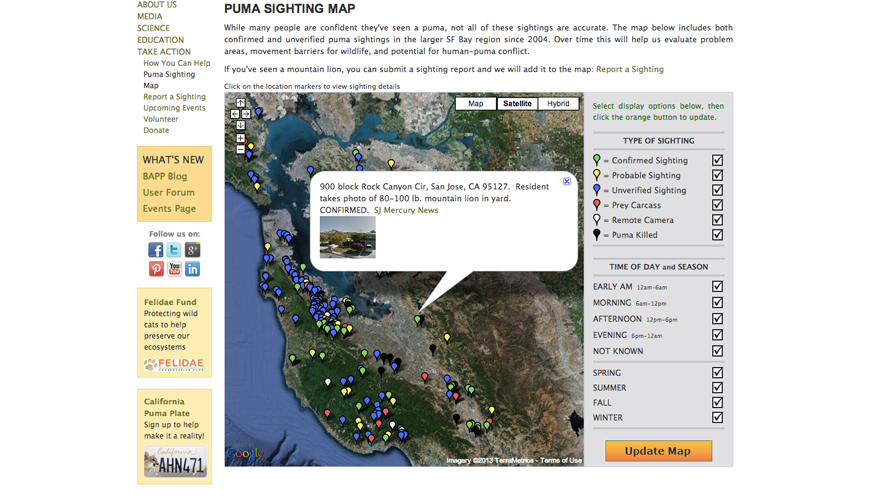 ABOUT US
MEDIA
SCIENCE
EDUCATION
TAKE ACTION
How You Can Help
Puma Sighting
Map
Report a Sighting
Upcoming Events
Volunteer
Donate
WHAT'S NEW
BAPP Blog
User Forum
Events Page
Follow us on:
You Tube
Felidae Fund
Protecting wild
cats to help
preserve our
ecosystems
FELIDAE
CONSERVATION FUND
California
Puma Plate
Sign up to help
make it a reality!
California
AHN471
PUMA SIGHTING MAP
While many people are confident they've seen a puma, not all of these sightings are accurate. The map below includes both
confirmed and unverified puma sightings in the larger SF Bay region since 2004. Over time this will help us evaluate problem
areas, movement barriers for wildlife, and potential for human-puma conflict.
If you've seen a mountain lion, you can submit a sighting report and we will add it to the map: Report a Sighting
Click on the location markers to view sighting details
Map Satellite Hybrid
900 block Rock Canyon Cir, San Jose, CA 95127. Resident
takes photo of 80-100 lb. mountain lion in yard.
CONFIRMED. SJ Mercury News
Google
Imagery ©2013 TerraMetrics - Terms of Use
Select display options below, then
click the orange button to update.
TYPE OF SIGHTING
= Confirmed Sighting
= Probable Sighting
= Unverified Sighting
= Prey Carcass
= Remote Camera
= Puma Killed
TIME OF DAY and SEASON
EARLY AM 12am-6am
MORNING 6am-12pm
AFTERNOON 12pm-6pm
EVENING 6pm-12am
NOT KNOWN
SPRING
SUMMER
FALL
WINTER
Update Map